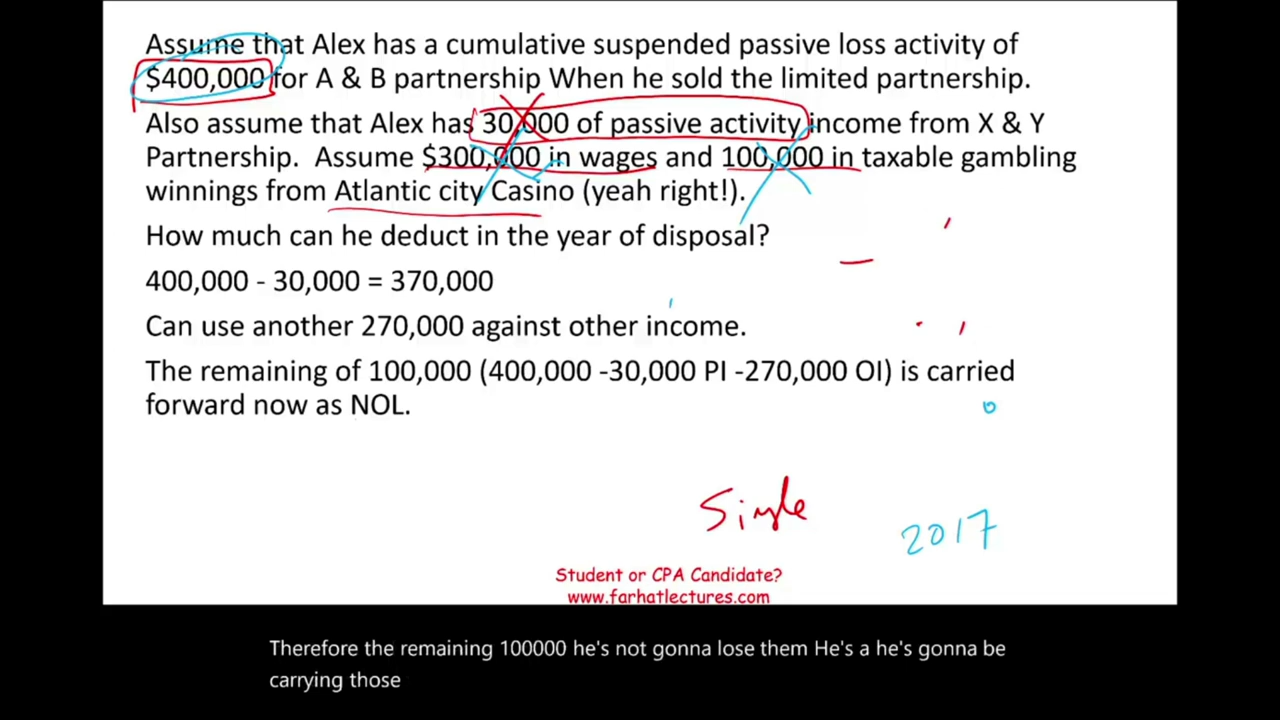 Assume that Alex has a cumulative suspended passive loss activity of
$400,000 for A & B partnership When he sold the limited partnership.
Also assume that Alex has 30,000 of passive activity income from X & Y
Partnership. Assume $300,000 in wages and 100,000 in taxable gambling
winnings from Atlantic city Casino (yeah right!).
How much can he deduct in the year of disposal?
400,000 - 30,000 = 370,000
Can use another 270,000 against other income.
The remaining of 100,000 (400,000 -30,000 PI -270,000 OI) is carried
forward now as NOL.
Single
2017
Student or CPA Candidate?
www.farhatlectures.com
Therefore the remaining 100000 he's not gonna lose them He's a he's gonna be
carrying those